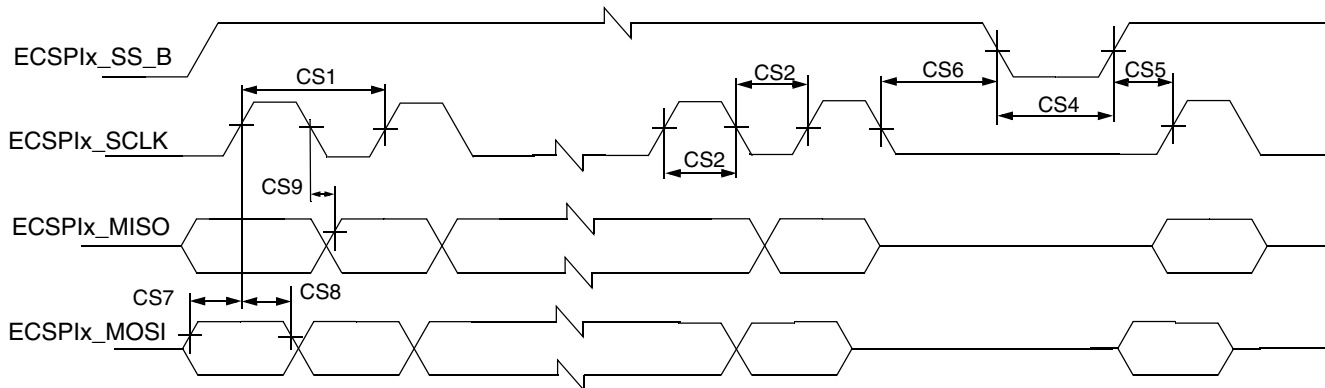 ECSPIx_SS_B
CS1
CS2
CS6
CS5
CS4
ECSPIx_SCLK
CS2
CS9
ECSPIx_MISO
CS7
CS8
ECSPIx_MOSI